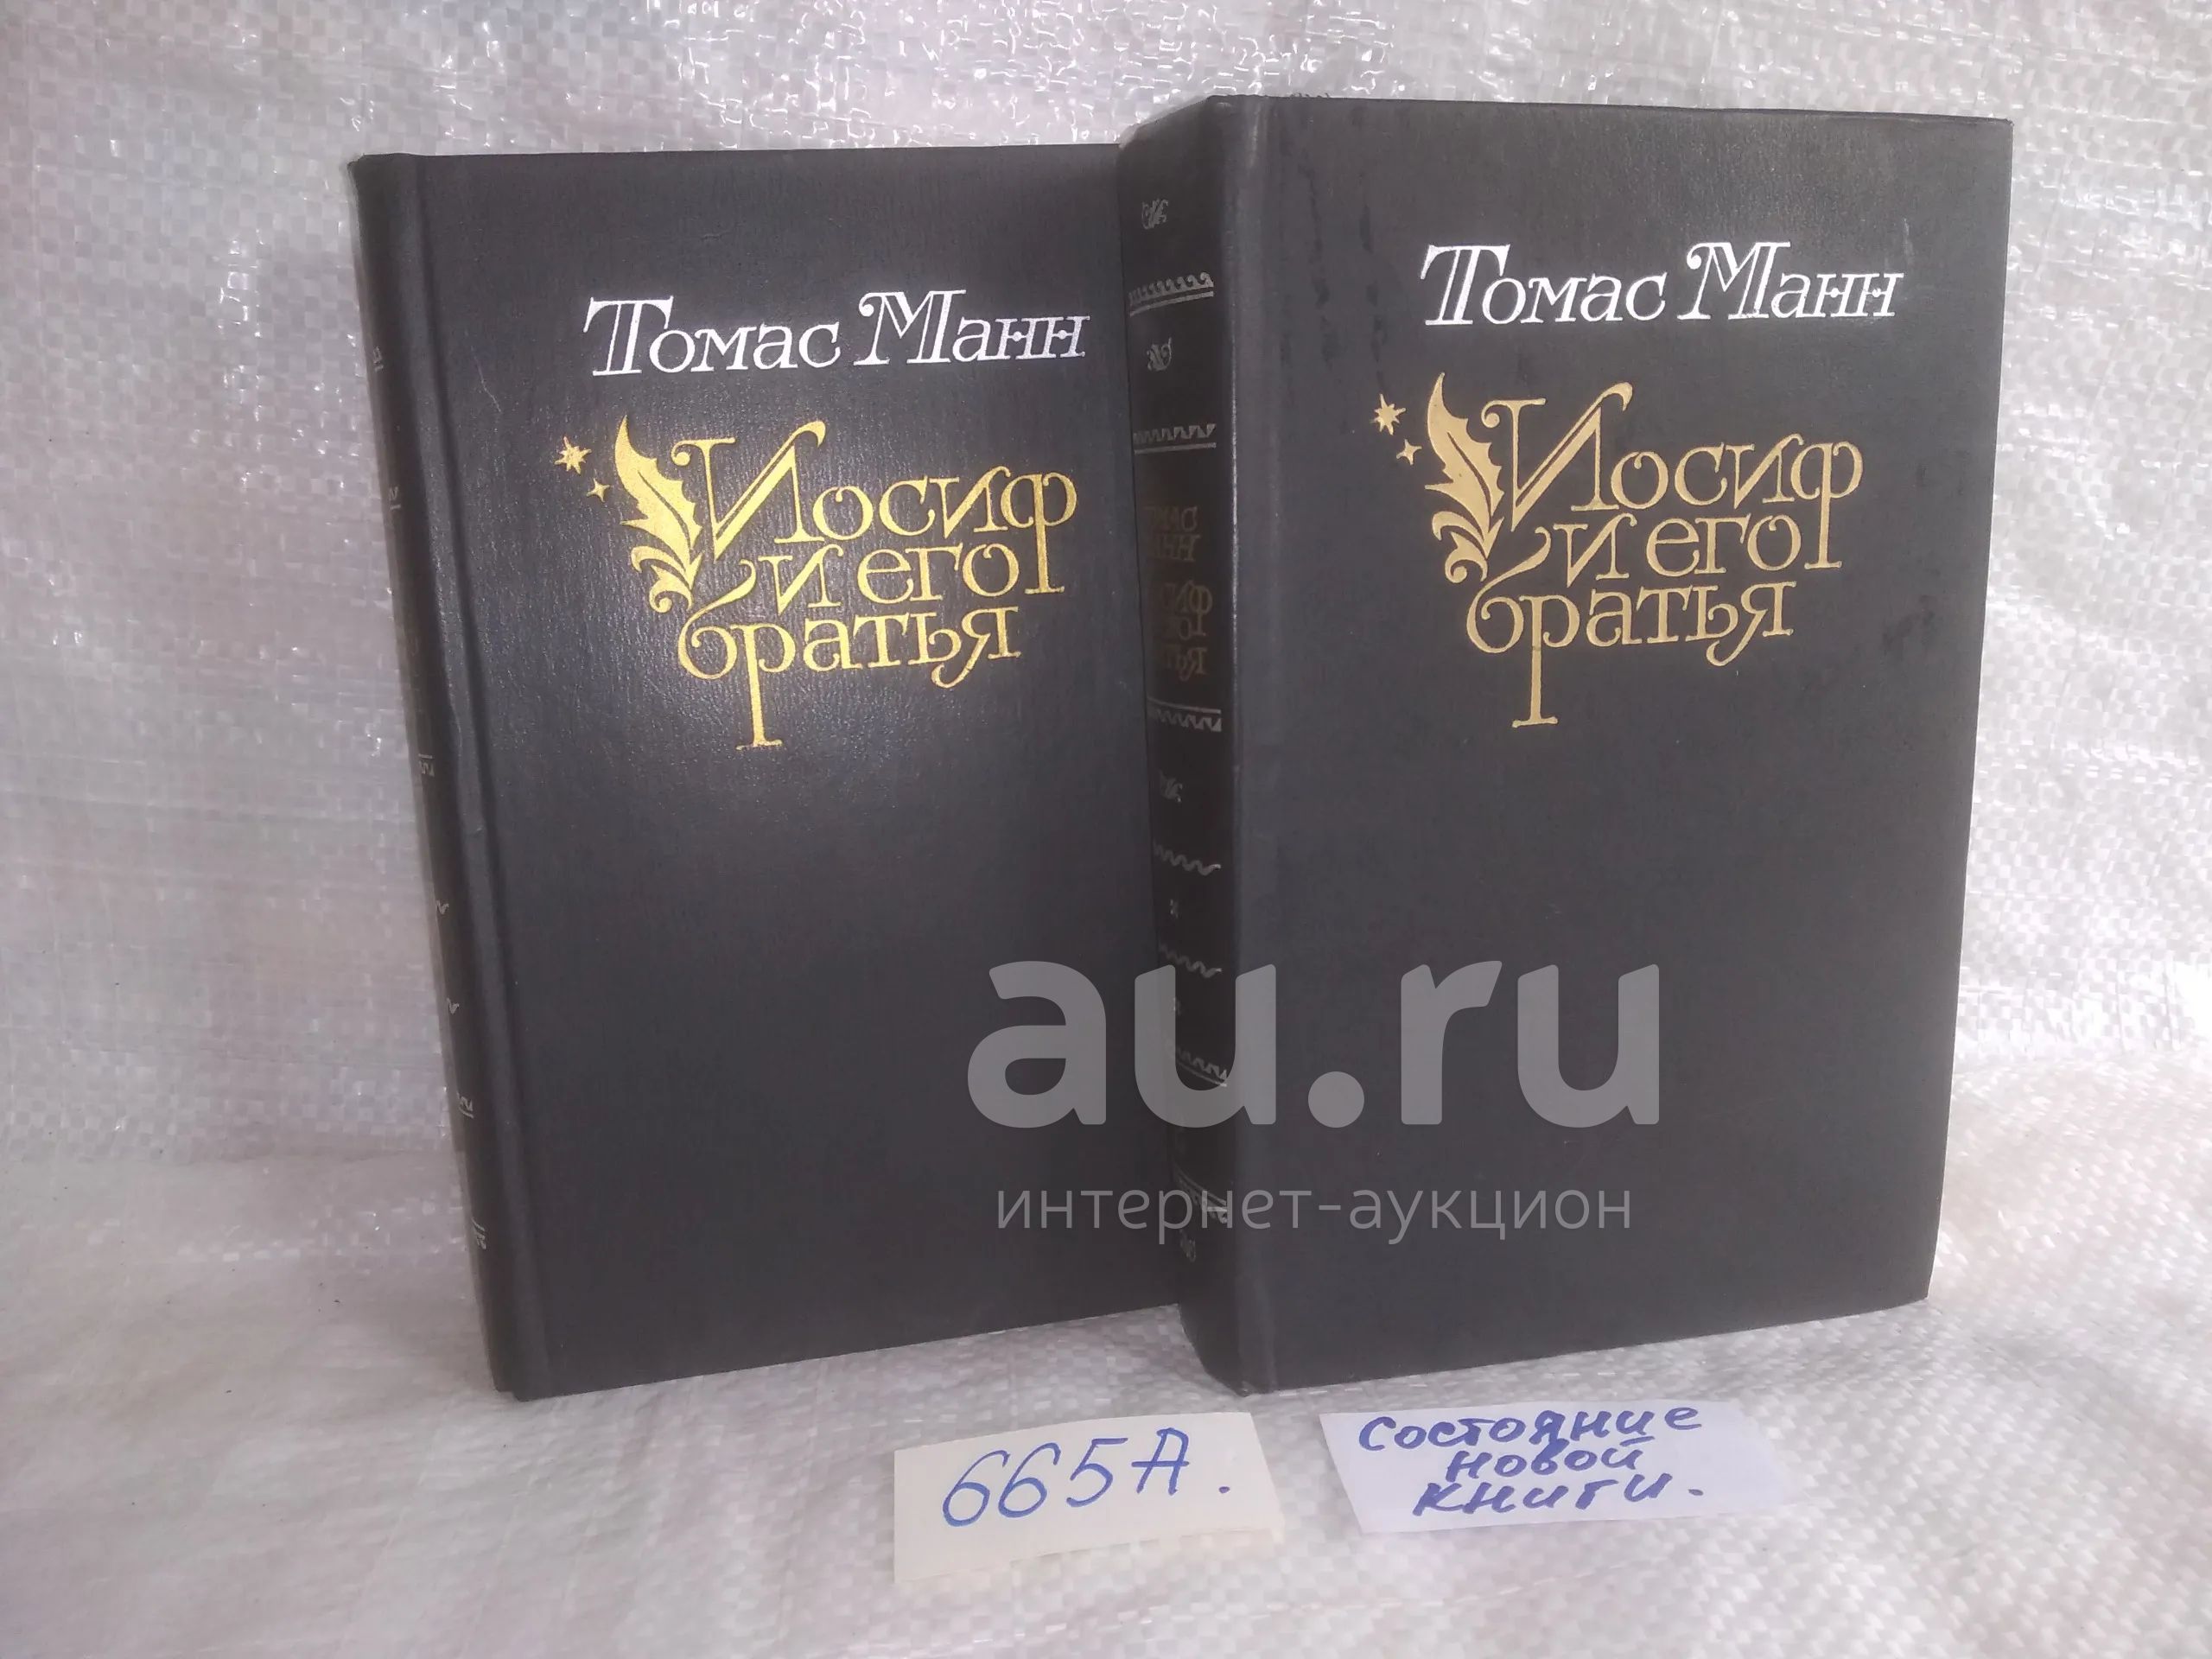 Томас Манн
Иосиф
и его
братья
Томас Манн
Иосиф
и его
братья
au.ru
интернет-аукцион
665А.
Состояние
новой
книги.